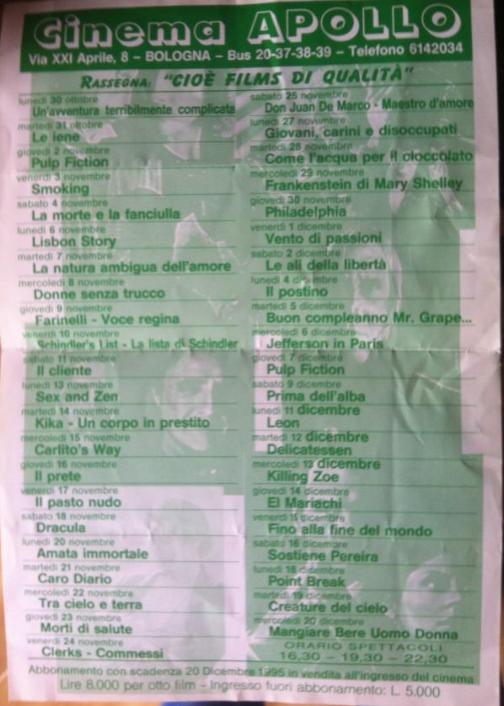 Cinema APOLLO
Via XXI Aprile, 8 – BOLOGNA – Bus 20-37-38-39 – Telefono 6142034
RASSEGNA: "CIOÈ FILMS DI QUALITÀ"
lunedì 30 ottobre
Un'avventura terribilmente complicata
martedì 31 ottobre
Le iene
giovedì 2 novembre
Pulp Fiction
venerdì 3 novembre
Smoking
sabato 4 novembre
La morte e la fanciulla
lunedì 6 novembre
Lisbon Story
martedì 7 novembre
La natura ambigua dell'amore
mercoledì 8 novembre
Donne senza trucco
giovedì 9 novembre
Farinelli - Voce regina
venerdì 10 novembre
Schindler's List - La lista di Schindler
sabato 11 novembre
Il cliente
lunedì 13 novembre
Sex and Zen
martedì 14 novembre
Kika - Un corpo in prestito
mercoledì 15 novembre
Carlito's Way
giovedì 16 novembre
Il prete
venerdì 17 novembre
Il pasto nudo
sabato 18 novembre
Dracula
lunedì 20 novembre
Amata immortale
martedì 21 novembre
Caro Diario
mercoledì 22 novembre
Tra cielo e terra
giovedì 23 novembre
Morti di salute
venerdì 24 novembre
Clerks - Commessi
sabato 25 novembre
Don Juan De Marco - Maestro d'amore
lunedì 27 novembre
Giovani, carini e disoccupati
martedì 28 novembre
Come l'acqua per il cioccolato
mercoledì 29 novembre
Frankenstein di Mary Shelley
giovedì 30 novembre
Philadelphia
venerdì 1 dicembre
Vento di passioni
sabato 2 dicembre
Le ali della libertà
lunedì 4 dicembre
Il postino
martedì 5 dicembre
Buon compleanno Mr. Grape...
mercoledì 6 dicembre
Jefferson in Paris
giovedì 7 dicembre
Pulp Fiction
sabato 9 dicembre
Prima dell'alba
lunedì 11 dicembre
Leon
martedì 12 dicembre
Delicatessen
mercoledì 13 dicembre
Killing Zoe
giovedì 14 dicembre
El Mariachi
venerdì 15 dicembre
Fino alla fine del mondo
sabato 16 dicembre
Sostiene Pereira
lunedì 18 dicembre
Point Break
martedì 19 dicembre
Creature del cielo
mercoledì 20 dicembre
Mangiare Bere Uomo Donna
ORARIO SPETTACOLI
16,30 – 19,30 – 22,30
Abbonamento con scadenza 20 Dicembre 1995 in vendita all'ingresso del cinema
Lire 8.000 per otto film - Ingresso fuori abbonamento: L. 5.000